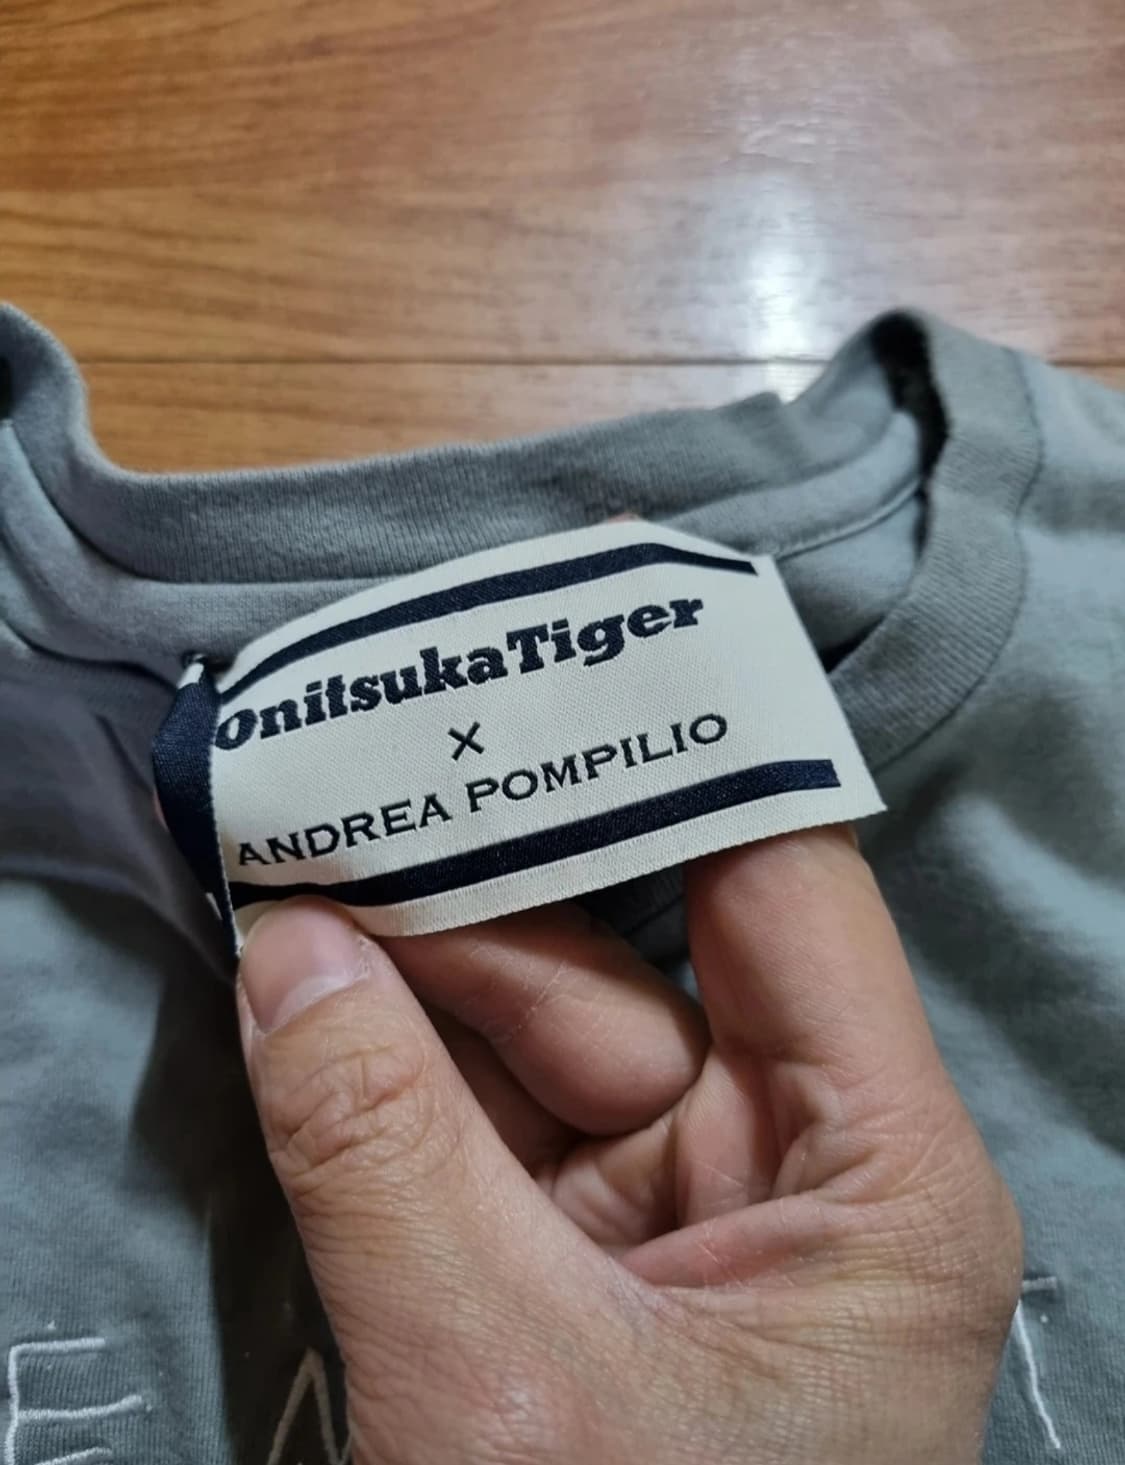 OnitsukaTiger
×
ANDREA POMPILIO